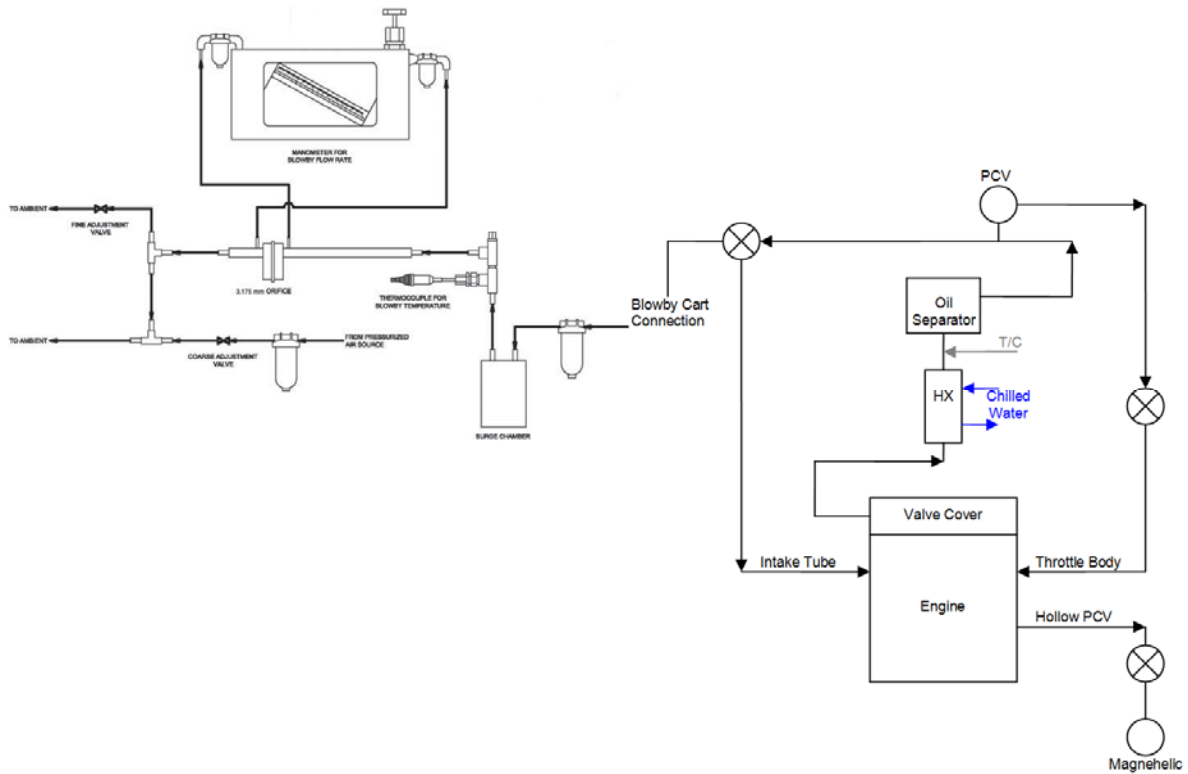 MANOMETER FOR
BLOWBY FLOW RATE
TO AMBIENT
FINE ADJUSTMENT
VALVE
3.175 mm ORIFICE
THERMOCOUPLE FOR
BLOWBY TEMPERATURE
TO AMBIENT
COARSE ADJUSTMENT
VALVE
FROM PRESSURIZED
AIR SOURCE
SURGE CHAMBER
Blowby Cart
Connection
PCV
Oil
Separator
T/C
HX
Chilled
Water
Valve Cover
Intake Tube
Throttle Body
Engine
Hollow PCV
Magnehelic